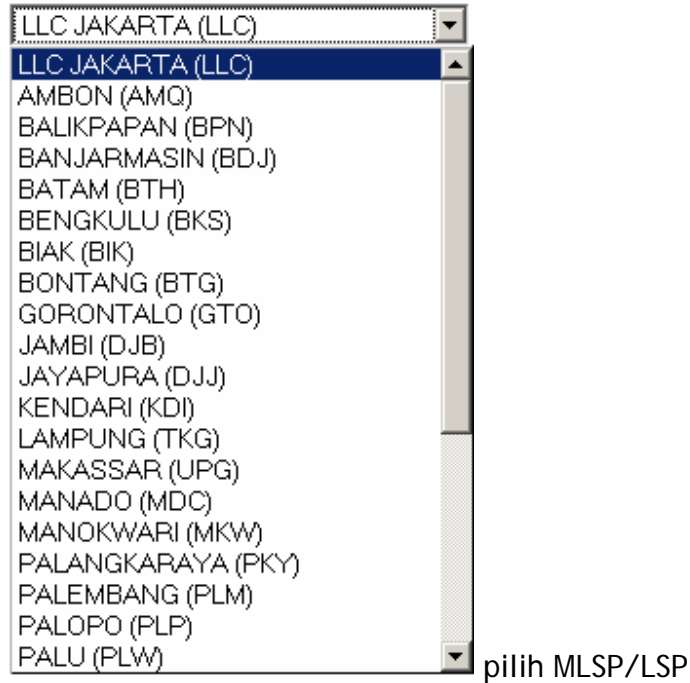 LLC JAKARTA (LLC)
LLC JAKARTA (LLC)
AMBON (AMQ)
BALIKPAPAN (BPN)
BANJARMASIN (BDJ)
BATAM (BTH)
BENGKULU (BKS)
BIAK (BIK)
BONTANG (BTG)
GORONTALO (GTO)
JAMBI (DJB)
JAYAPURA (DJJ)
KENDARI (KDI)
LAMPUNG (TKG)
MAKASSAR (UPG)
MANADO (MDC)
MANOKWARI (MKW)
PALANGKARAYA (PKY)
PALEMBANG (PLM)
PALOPO (PLP)
PALU (PLW)
pilih MLSP/LSP